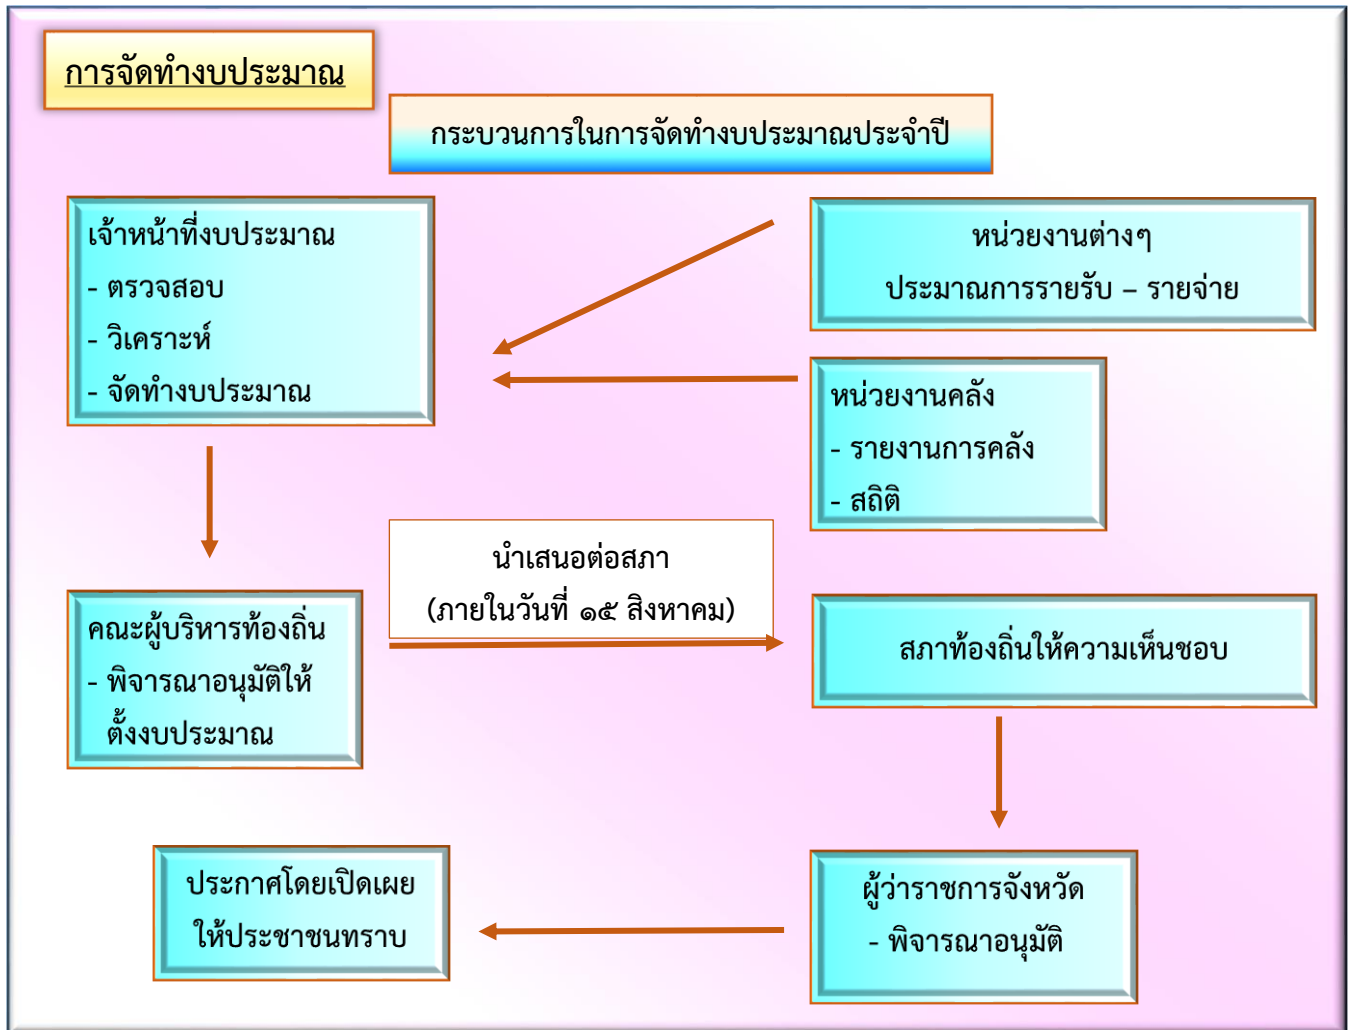 การจัดทำงบประมาณ
กระบวนการในการจัดทำงบประมาณประจำปี
เจ้าหน้าที่งบประมาณ
- ตรวจสอบ
- วิเคราะห์
- จัดทำงบประมาณ
หน่วยงานต่างๆ
ประมาณการรายรับ – รายจ่าย
หน่วยงานคลัง
- รายงานการคลัง
- สถิติ
นำเสนอต่อสภา
(ภายในวันที่ ๑๕ สิงหาคม)
คณะผู้บริหารท้องถิ่น
- พิจารณาอนุมัติให้
ตั้งงบประมาณ
สภาท้องถิ่นให้ความเห็นชอบ
ผู้ว่าราชการจังหวัด
- พิจารณาอนุมัติ
ประกาศโดยเปิดเผย
ให้ประชาชนทราบ